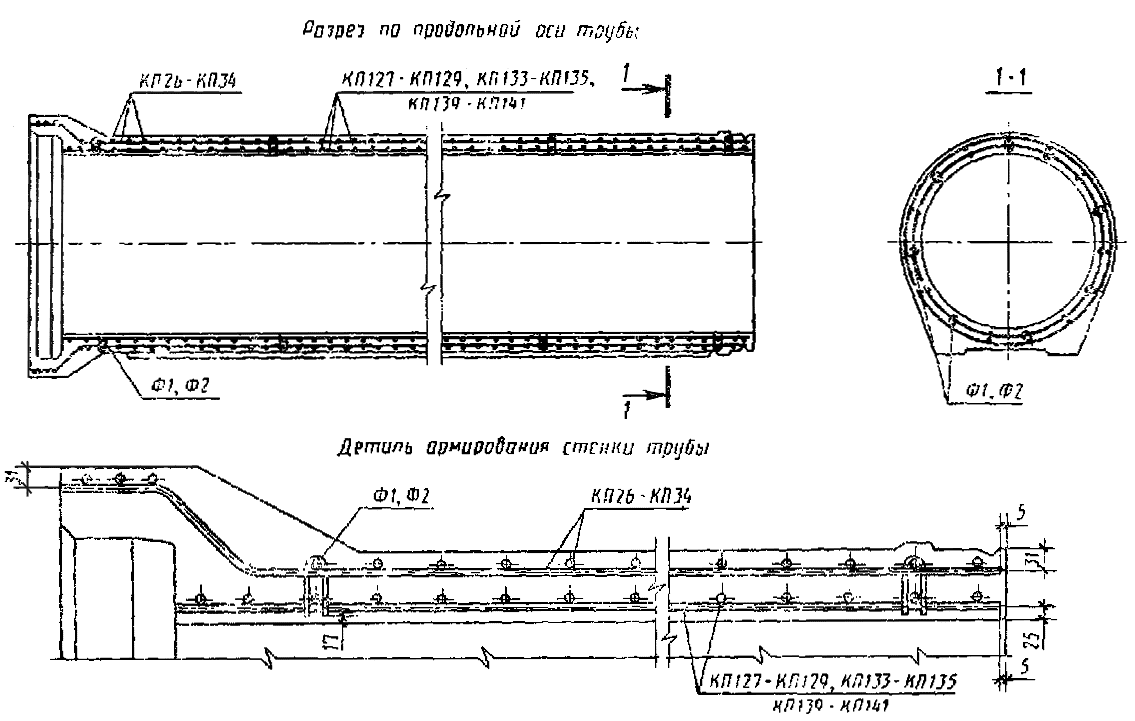 Разрез по продольной оси трубы
КП26-КП34
КП127-КП129, КП133-КП135,
КП139-КП141
1
1-1
Ф1, Ф2
1
Ф1, Ф2
Деталь армирования стенки трубы
31
Ф1, Ф2
КП26-КП34
5
31
17
25
КП127-КП129, КП133-КП135
КП139-КП141
5